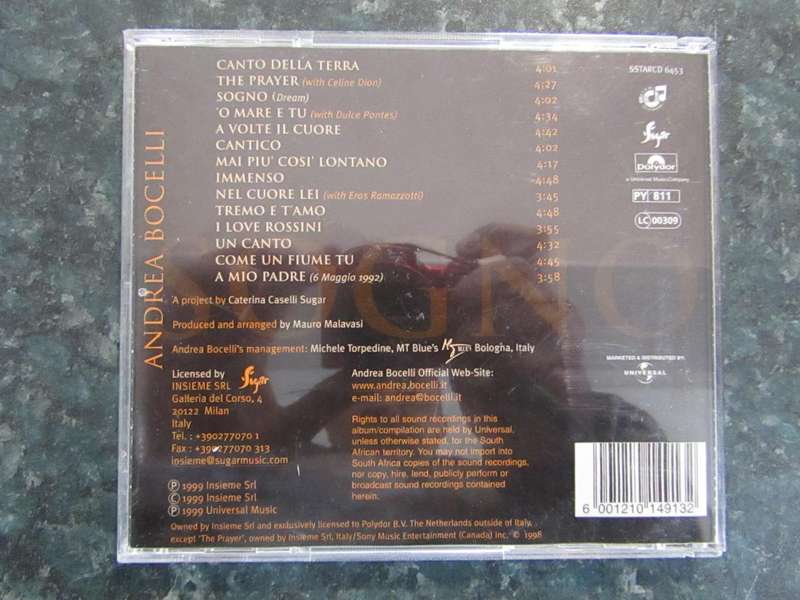 CANTO DELLA TERRA 4:01
THE PRAYER (with Celine Dion) 4:27
SOGNO (Dream) 4:02
'O MARE E TU (with Dulce Pontes) 4:34
A VOLTE IL CUORE 4:42
CANTICO 4:02
MAI PIU' COSI' LONTANO 4:17
IMMENSO 4:48
NEL CUORE LEI (with Eros Ramazzotti) 3:45
TREMO E T'AMO 4:48
I LOVE ROSSINI 3:55
UN CANTO 4:32
COME UN FIUME TU 4:45
A MIO PADRE (6 Maggio 1992) 3:58
ANDREA BOCELLI
SOGNO
SSTARCD 6453
Sugar
Polydor
a Universal Music Company
PY 811
LC 00309
A project by Caterina Caselli Sugar
Produced and arranged by Mauro Malavasi
Andrea Bocelli's management: Michele Torpedine, MT Blue's Bologna, Italy
Licensed by
INSIEME SRL
Sugar
Galleria del Corso, 4
20122 Milan
Italy
Tel. : +390277070 1
Fax : +390277070 313
insieme@sugarmusic.com
Andrea Bocelli Official Web-Site:
www.andrea.bocelli.it
e-mail: andrea@bocelli.it
Rights to all sound recordings in this
album/compilation are held by Universal,
unless otherwise stated, for the South
African territory. You may not import into
South Africa copies of the sound recordings,
nor copy, hire, lend, publicly perform or
broadcast sound recordings contained
herein.
MARKETED & DISTRIBUTED BY:
UNIVERSAL
Ⓟ 1999 Insieme Srl
© 1999 Insieme Srl
Ⓟ 1999 Universal Music
Owned by Insieme Srl and exclusively licensed to Polydor B.V. The Netherlands outside of Italy,
except 'The Prayer', owned by Insieme Srl, Italy/Sony Music Entertainment (Canada) Inc. © 1998
6 001210 149132